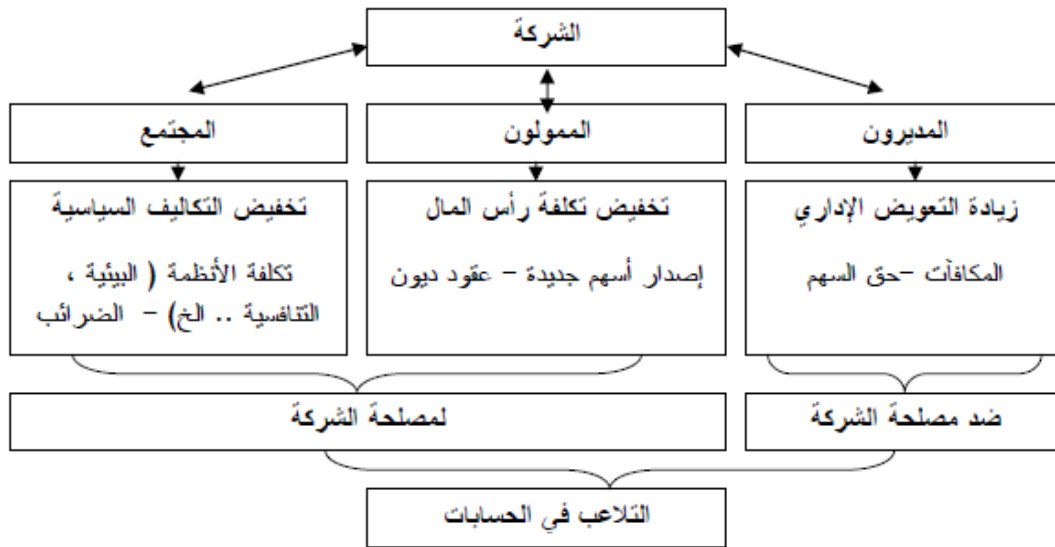 الشركة
المديرون
الممولون
المجتمع
زيادة التعويض الإداري
المكافآت -حق السهم
تخفيض تكلفة رأس المال
إصدار أسهم جديدة - عقود ديون
تخفيض التكاليف السياسية
تكلفة الأنظمة ( البيئية ،
التنافسية .. الخ) - الضرائب
ضد مصلحة الشركة
لمصلحة الشركة
التلاعب في الحسابات